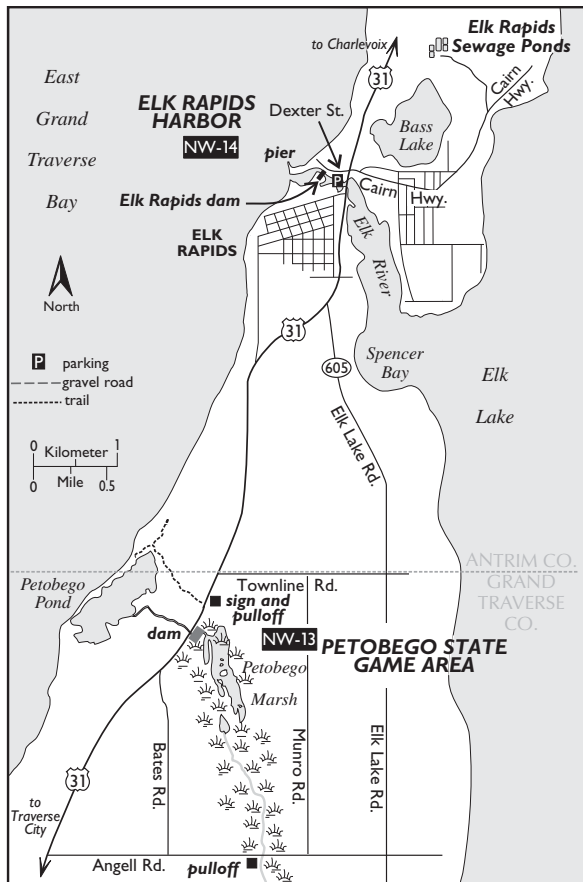 Elk Rapids
Sewage Ponds
to Charlevoix
31
East
Grand
Traverse
Bay
ELK RAPIDS
HARBOR
NW-14
Dexter St.
Bass
Lake
Cairn
Hwy.
pier
P
Cairn
Hwy.
Elk Rapids dam
ELK
RAPIDS
Elk
River
North
31
P parking
gravel road
trail
Spencer
Bay
605
Elk
Lake
Elk Lake Rd.
0 Kilometer 1
0 Mile 0.5
ANTRIM CO.
GRAND
TRAVERSE
CO.
Petobego
Pond
Townline Rd.
sign and
pulloff
dam
NW-13
PETOBEGO STATE
GAME AREA
Petobego
Marsh
Bates Rd.
Munro Rd.
Elk Lake Rd.
31
to
Traverse
City
Angell Rd.
pulloff